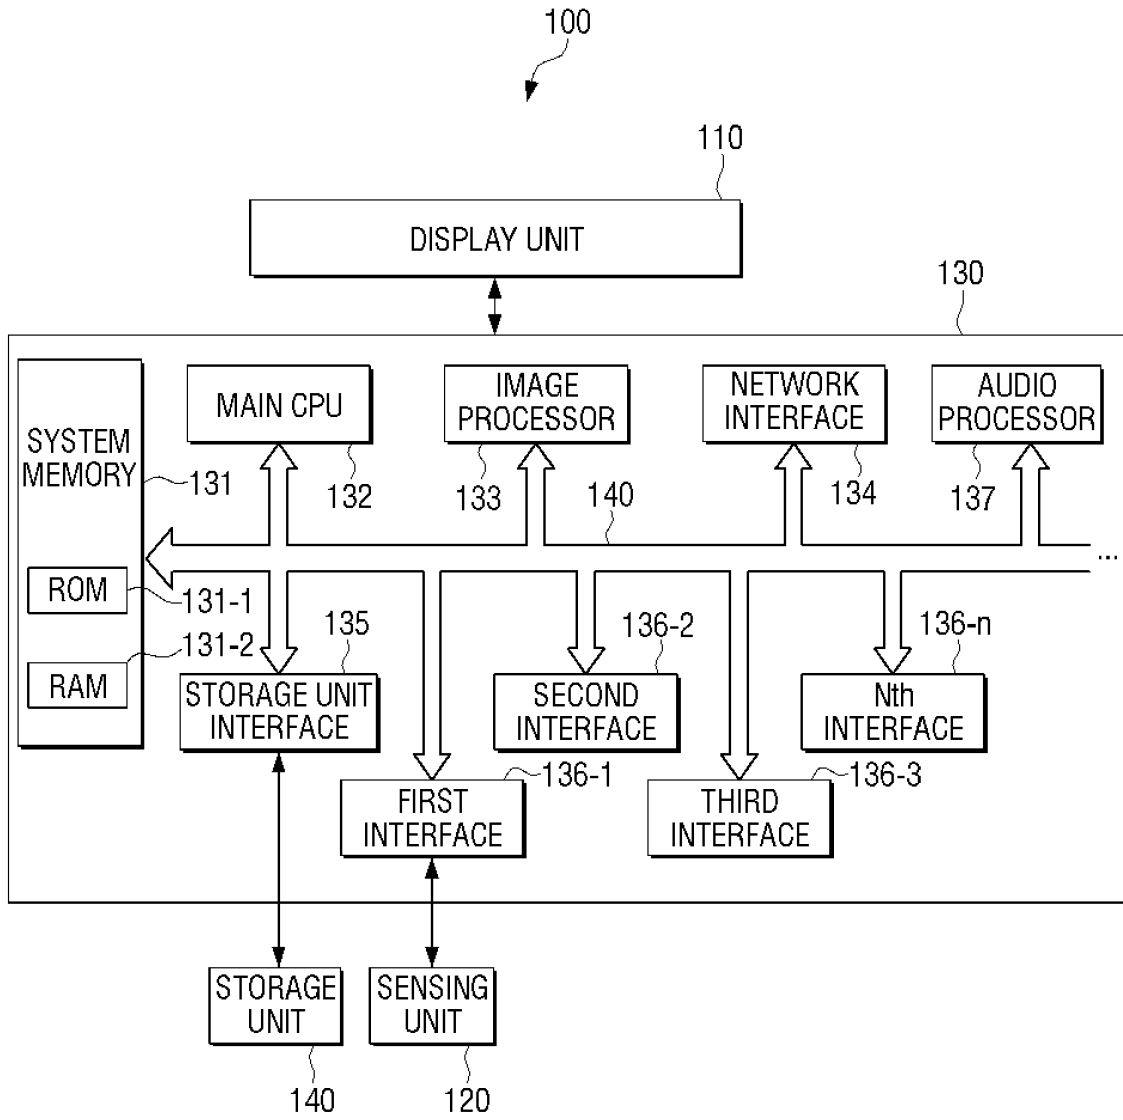 100
110
DISPLAY UNIT
130
SYSTEM
MEMORY
131
ROM
131-1
131-2
RAM
MAIN CPU
132
IMAGE
PROCESSOR
133
NETWORK
INTERFACE
134
AUDIO
PROCESSOR
137
140
...
135
STORAGE UNIT
INTERFACE
136-1
FIRST
INTERFACE
136-2
SECOND
INTERFACE
136-3
THIRD
INTERFACE
136-n
Nth
INTERFACE
STORAGE
UNIT
140
SENSING
UNIT
120